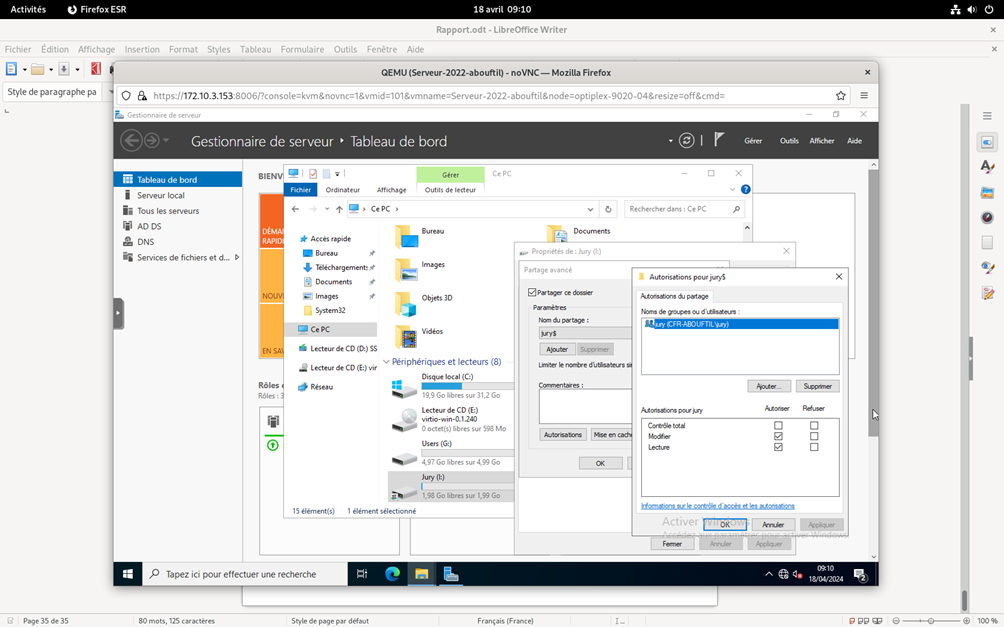 Activités Firefox ESR 18 avril 09:10
Rapport.odt - LibreOffice Writer
Fichier Édition Affichage Insertion Format Styles Tableau Formulaire Outils Fenêtre Aide
QEMU (Serveur-2022-abouftil) - noVNC — Mozilla Firefox
Style de paragraphe pa
https://172.10.3.153:8006/?console=kvm&novnc=1&vmid=101&vmname=Serveur-2022-abouftil&node=optiplex-9020-04&resize=off&cmd=
Gestionnaire de serveur
Gestionnaire de serveur Tableau de bord
Gérer Outils Afficher Aide
Tableau de bord
Serveur local
Tous les serveurs
AD DS
DNS
Services de fichiers et d...
BIENV
DÉMA
RAPID
NOUV
EN SA
Rôles e
Rôles : 3
Gérer
Ce PC
Fichier Ordinateur Affichage Outils de lecteur
Ce PC
Rechercher dans : Ce PC
Accès rapide
Bureau
Téléchargements
Documents
Images
System32
Ce PC
Lecteur de CD (D:) SS
Lecteur de CD (E:) vir
Réseau
Bureau
Documents
Images
Objets 3D
Vidéos
Périphériques et lecteurs (8)
Disque local (C:)
19,9 Go libres sur 31,2 Go
Lecteur de CD (E:)
virtio-win-0.1.240
0 octet(s) libres sur 598 Mo
Users (G:)
4,97 Go libres sur 4,99 Go
Jury (I:)
1,98 Go libres sur 1,99 Go
15 élément(s) 1 élément sélectionné
Propriétés de : Jury (I:)
Partage avancé
Partager ce dossier
Paramètres
Nom du partage :
jury$
Ajouter Supprimer
Limiter le nombre d'utilisateurs si
Commentaires :
Autorisations Mise en cache
OK
Fermer Annuler Appliquer
Autorisations pour jury$
Autorisations du partage
Noms de groupes ou d'utilisateurs :
jury (CFR-ABOUFTIL\jury)
Ajouter... Supprimer
Autorisations pour jury Autoriser Refuser
Contrôle total
Modifier
Lecture
Informations sur le contrôle d'accès et les autorisations
OK Annuler Appliquer
Activer Windows
Accédez aux paramètres pour activer Windows.
Tapez ici pour effectuer une recherche
09:10
18/04/2024
2
Page 35 de 35 80 mots, 125 caractères Style de page par défaut Français (France) 100 %